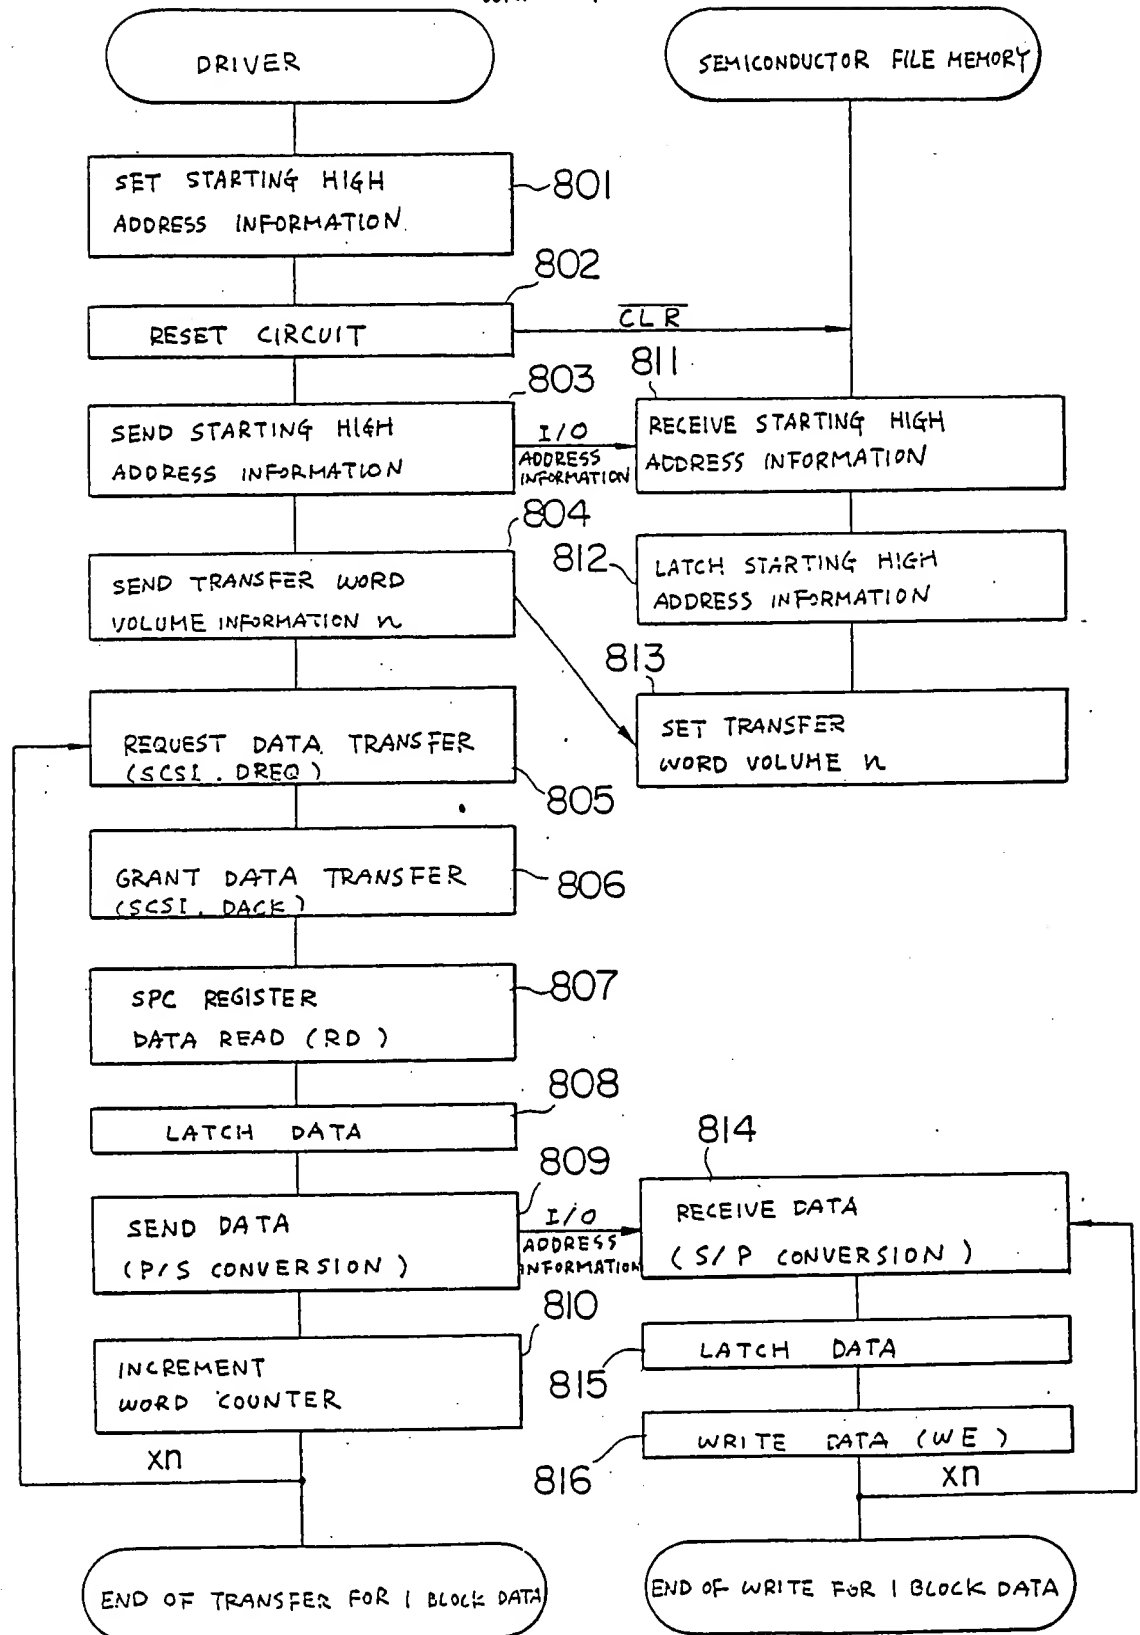 DRIVER
SEMICONDUCTOR FILE MEMORY
SET STARTING HIGH
ADDRESS INFORMATION
801
802
RESET CIRCUIT
CLR
803
811
SEND STARTING HIGH
ADDRESS INFORMATION
I/O
ADDRESS
INFORMATION
RECEIVE STARTING HIGH
ADDRESS INFORMATION
804
SEND TRANSFER WORD
VOLUME INFORMATION n
812
LATCH STARTING HIGH
ADDRESS INFORMATION
813
SET TRANSFER
WORD VOLUME n
REQUEST DATA TRANSFER
(SCSI. DREQ)
805
GRANT DATA TRANSFER
(SCSI. DACK)
806
SPC REGISTER
DATA READ (RD)
807
808
LATCH DATA
809
814
SEND DATA
(P/S CONVERSION)
I/O
ADDRESS
INFORMATION
RECEIVE DATA
(S/P CONVERSION)
810
INCREMENT
WORD COUNTER
815
LATCH DATA
WRITE DATA (WE)
816
xn
xn
END OF TRANSFER FOR 1 BLOCK DATA
END OF WRITE FOR 1 BLOCK DATA